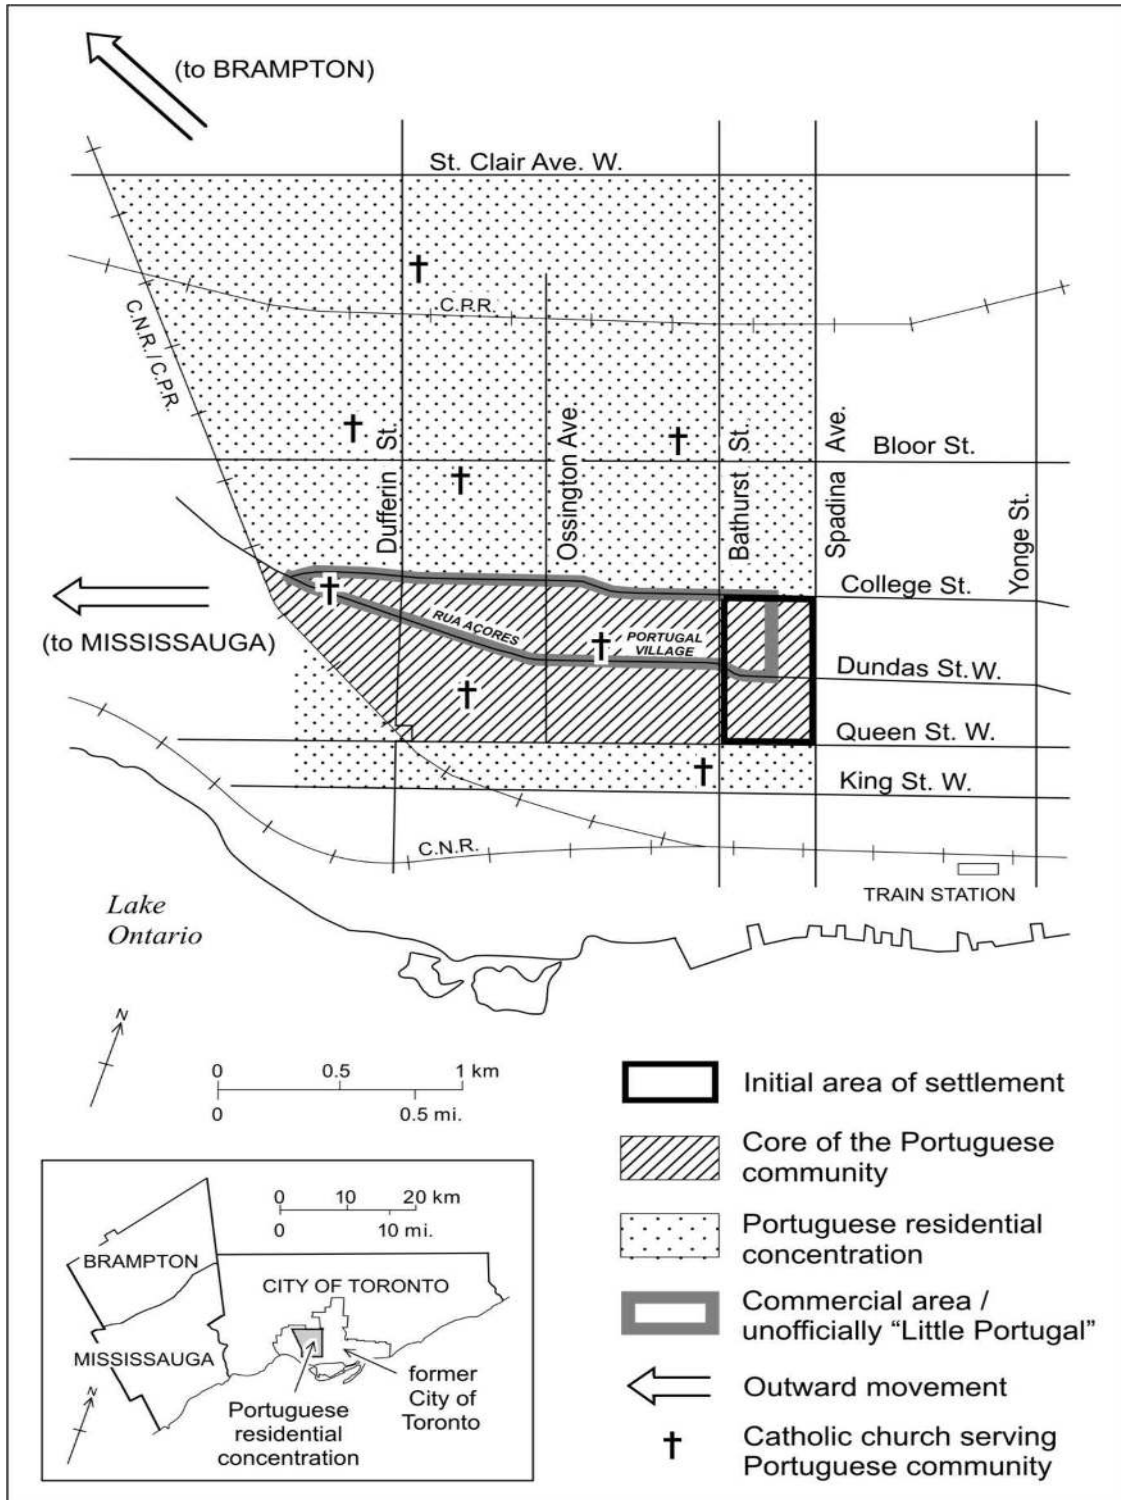 (to BRAMPTON)
St. Clair Ave. W.
C.P.R.
C.N.R./C.P.R.
Dufferin St.
Ossington Ave.
Bathurst St.
Spadina Ave.
Yonge St.
Bloor St.
College St.
(to MISSISSAUGA)
RUA AÇORES
PORTUGAL
VILLAGE
Dundas St. W.
Queen St. W.
King St. W.
C.N.R.
TRAIN STATION
Lake
Ontario
N
0 0.5 1 km
0 0.5 mi.
Initial area of settlement
Core of the Portuguese
community
Portuguese residential
concentration
Commercial area /
unofficially “Little Portugal”
Outward movement
Catholic church serving
Portuguese community
0 10 20 km
0 10 mi.
BRAMPTON
CITY OF TORONTO
MISSISSAUGA
N
former
City of
Toronto
Portuguese
residential
concentration